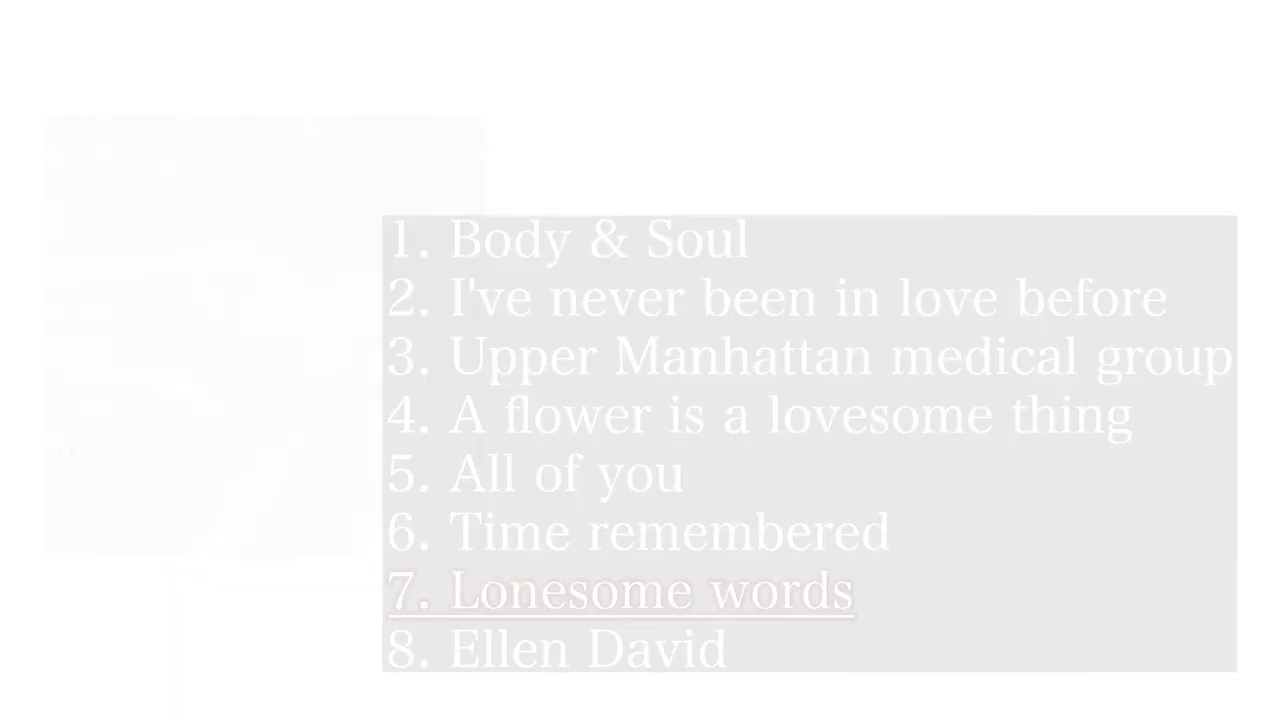 1. Body & Soul
2. I've never been in love before
3. Upper Manhattan medical group
4. A flower is a lovesome thing
5. All of you
6. Time remembered
7. Lonesome words
8. Ellen David